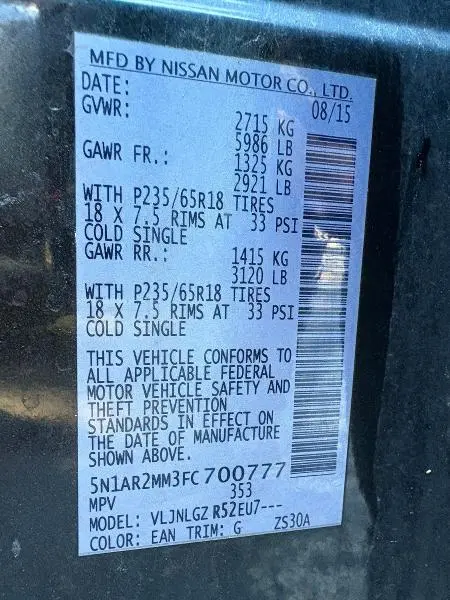 MFD BY NISSAN MOTOR CO., LTD.
DATE: 08/15
GVWR: 2715 KG
5986 LB
GAWR FR.: 1325 KG
2921 LB
WITH P235/65R18 TIRES
18 X 7.5 RIMS AT 33 PSI
COLD SINGLE
GAWR RR.: 1415 KG
3120 LB
WITH P235/65R18 TIRES
18 X 7.5 RIMS AT 33 PSI
COLD SINGLE
THIS VEHICLE CONFORMS TO
ALL APPLICABLE FEDERAL
MOTOR VEHICLE SAFETY AND
THEFT PREVENTION
STANDARDS IN EFFECT ON
THE DATE OF MANUFACTURE
SHOWN ABOVE.
5N1AR2MM3FC700777
MPV 353
MODEL: VLJNLGZ R52EU7---
COLOR: EAN TRIM: G ZS30A